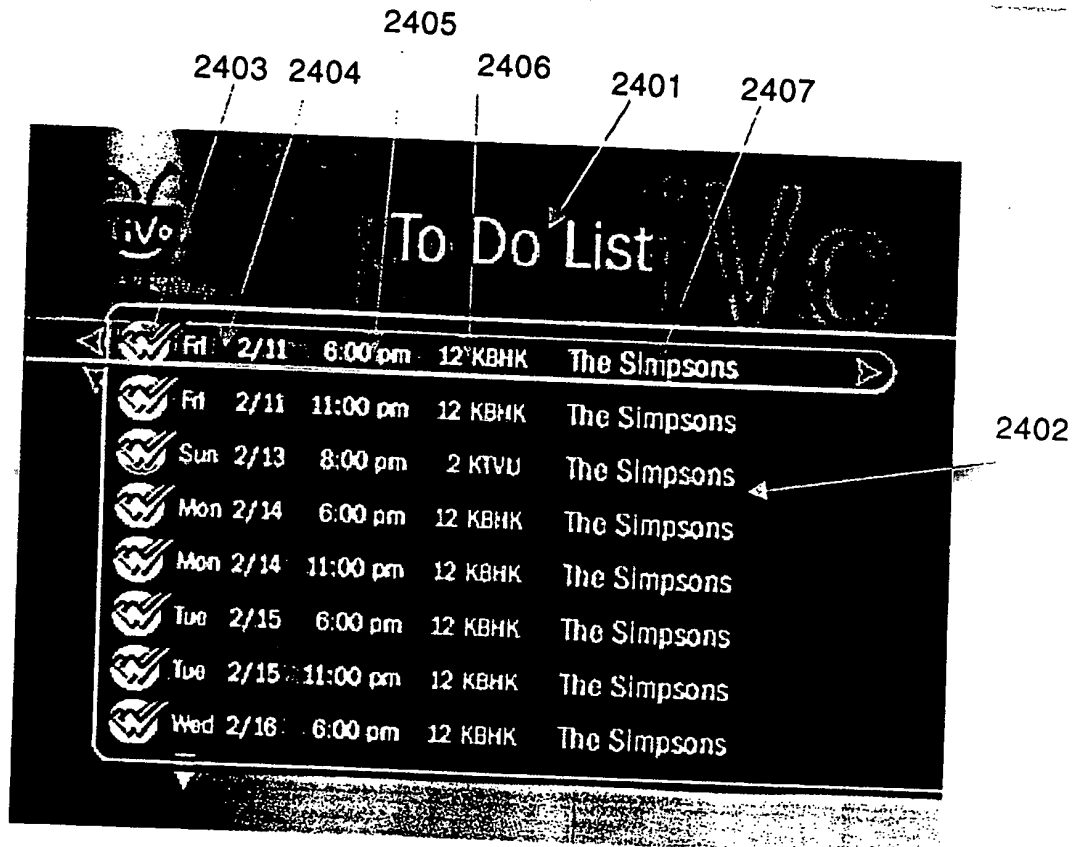 2405
2403 2404 2406 2401 2407
TiVo
To Do List
Fri 2/11 6:00 pm 12 KBHK The Simpsons
Fri 2/11 11:00 pm 12 KBHK The Simpsons
2402
Sun 2/13 8:00 pm 2 KTVU The Simpsons
Mon 2/14 6:00 pm 12 KBHK The Simpsons
Mon 2/14 11:00 pm 12 KBHK The Simpsons
Tue 2/15 6:00 pm 12 KBHK The Simpsons
Tue 2/15 11:00 pm 12 KBHK The Simpsons
Wed 2/16 6:00 pm 12 KBHK The Simpsons